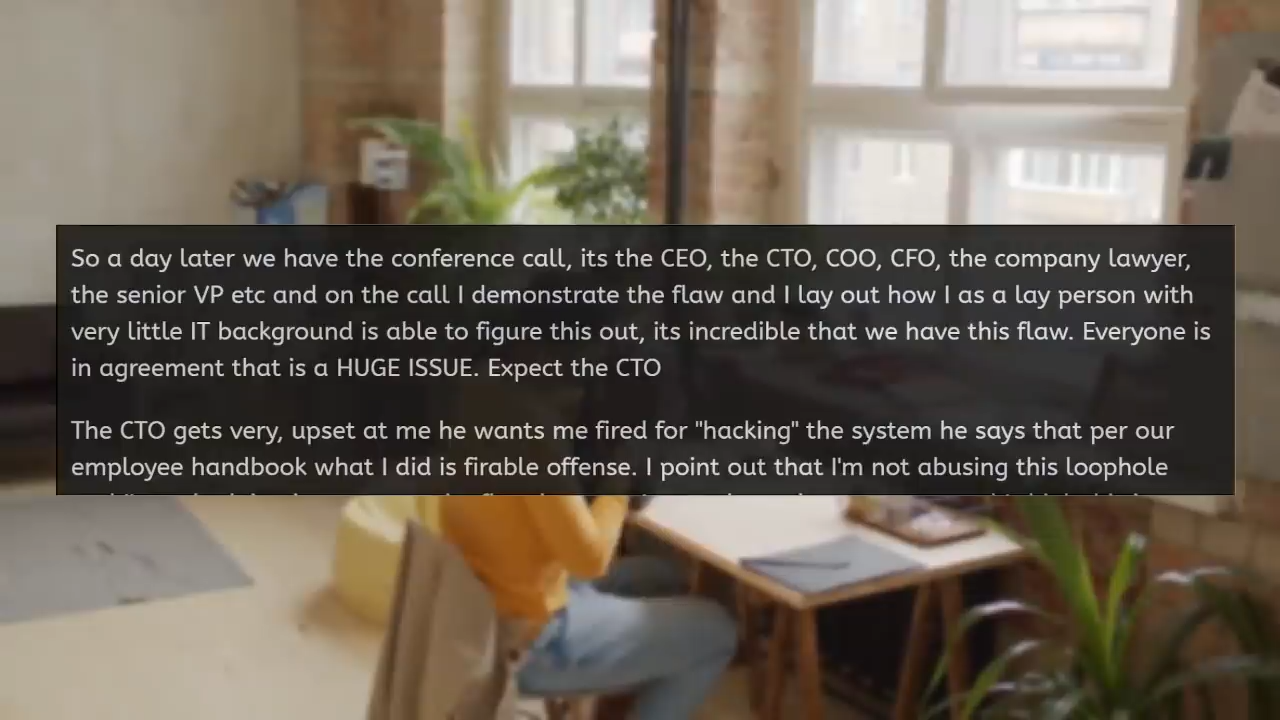 So a day later we have the conference call, its the CEO, the CTO, COO, CFO, the company lawyer,
the senior VP etc and on the call I demonstrate the flaw and I lay out how I as a lay person with
very little IT background is able to figure this out, its incredible that we have this flaw. Everyone is
in agreement that is a HUGE ISSUE. Expect the CTO
The CTO gets very, upset at me he wants me fired for "hacking" the system he says that per our
employee handbook what I did is firable offense. I point out that I'm not abusing this loophole